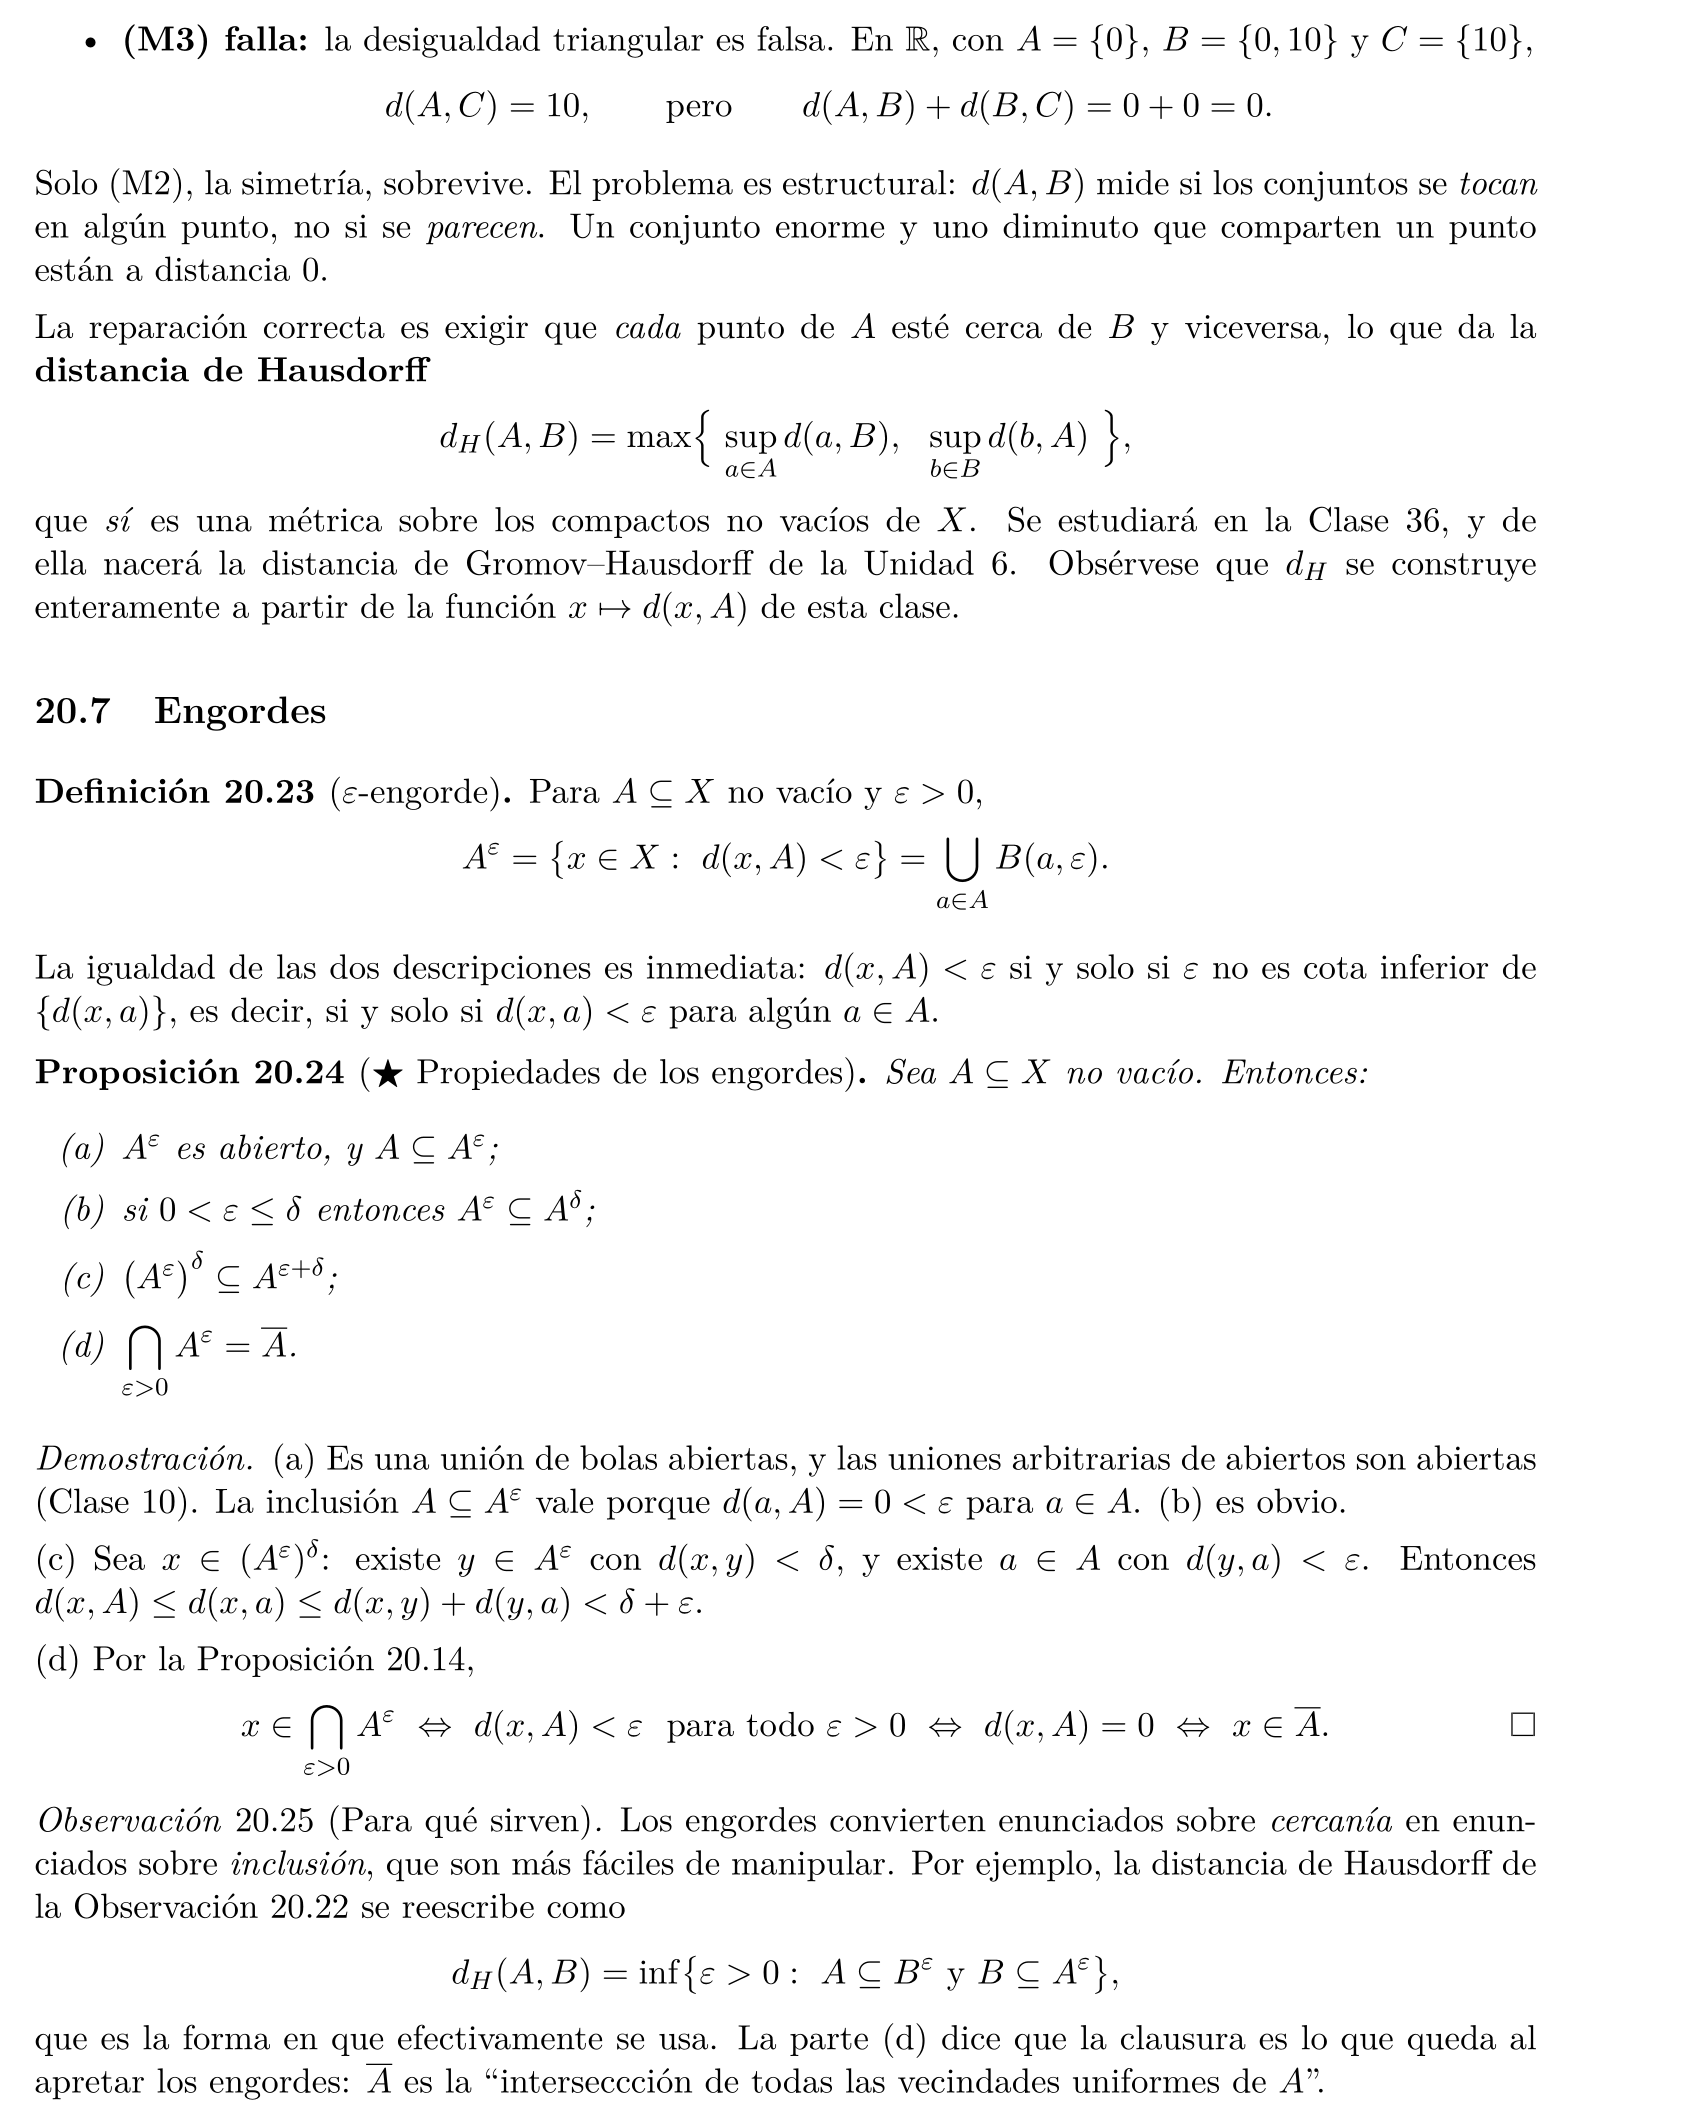 • (M3) falla: la desigualdad triangular es falsa. En ℝ, con A = {0}, B = {0, 10} y C = {10},
d(A, C) = 10, pero d(A, B) + d(B, C) = 0 + 0 = 0.
Solo (M2), la simetría, sobrevive. El problema es estructural: d(A, B) mide si los conjuntos se tocan
en algún punto, no si se parecen. Un conjunto enorme y uno diminuto que comparten un punto
están a distancia 0.
La reparación correcta es exigir que cada punto de A esté cerca de B y viceversa, lo que da la
distancia de Hausdorff
d_H(A, B) = max{ sup_{a∈A} d(a, B), sup_{b∈B} d(b, A) },
que sí es una métrica sobre los compactos no vacíos de X. Se estudiará en la Clase 36, y de
ella nacerá la distancia de Gromov–Hausdorff de la Unidad 6. Obsérvese que d_H se construye
enteramente a partir de la función x ↦ d(x, A) de esta clase.
20.7 Engordes
Definición 20.23 (ε-engorde). Para A ⊆ X no vacío y ε > 0,
A^ε = {x ∈ X : d(x, A) < ε} = ⋃_{a∈A} B(a, ε).
La igualdad de las dos descripciones es inmediata: d(x, A) < ε si y solo si ε no es cota inferior de
{d(x, a)}, es decir, si y solo si d(x, a) < ε para algún a ∈ A.
Proposición 20.24 (★ Propiedades de los engordes). Sea A ⊆ X no vacío. Entonces:
(a) A^ε es abierto, y A ⊆ A^ε;
(b) si 0 < ε ≤ δ entonces A^ε ⊆ A^δ;
(c) (A^ε)^δ ⊆ A^{ε+δ};
(d) ⋂_{ε>0} A^ε = A̅.
Demostración. (a) Es una unión de bolas abiertas, y las uniones arbitrarias de abiertos son abiertas
(Clase 10). La inclusión A ⊆ A^ε vale porque d(a, A) = 0 < ε para a ∈ A. (b) es obvio.
(c) Sea x ∈ (A^ε)^δ: existe y ∈ A^ε con d(x, y) < δ, y existe a ∈ A con d(y, a) < ε. Entonces
d(x, A) ≤ d(x, a) ≤ d(x, y) + d(y, a) < δ + ε.
(d) Por la Proposición 20.14,
x ∈ ⋂_{ε>0} A^ε ⇔ d(x, A) < ε para todo ε > 0 ⇔ d(x, A) = 0 ⇔ x ∈ A̅. □
Observación 20.25 (Para qué sirven). Los engordes convierten enunciados sobre cercanía en enun-
ciados sobre inclusión, que son más fáciles de manipular. Por ejemplo, la distancia de Hausdorff de
la Observación 20.22 se reescribe como
d_H(A, B) = inf{ε > 0 : A ⊆ B^ε y B ⊆ A^ε},
que es la forma en que efectivamente se usa. La parte (d) dice que la clausura es lo que queda al
apretar los engordes: A̅ es la “interseccción de todas las vecindades uniformes de A”.